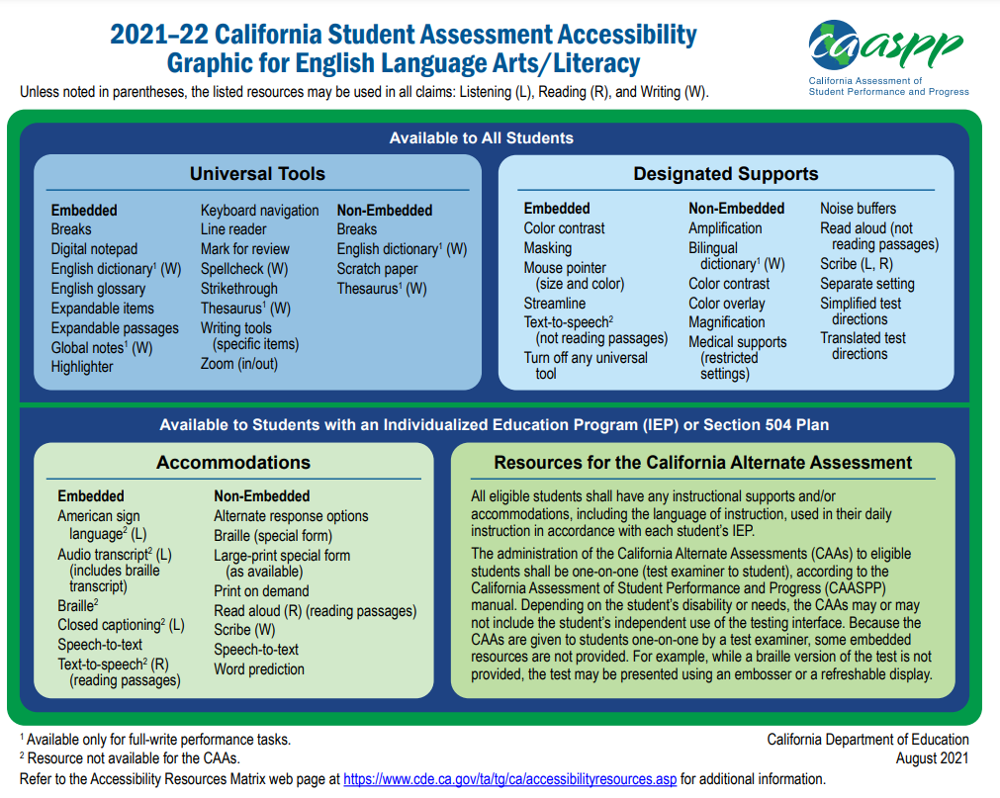 2021–22 California Student Assessment Accessibility
Graphic for English Language Arts/Literacy
Unless noted in parenthesis, the listed resources may be used in all claims: Listening (L), Reading (R), and Writing (W).
caaspp
California Assessment of
Student Performance and Progress
Available to All Students
Universal Tools
Embedded
Breaks
Digital notepad
English dictionary¹ (W)
English glossary
Expandable items
Expandable passages
Global notes¹ (W)
Highlighter
Keyboard navigation
Line reader
Mark for review
Spellcheck (W)
Strikethrough
Thesaurus¹ (W)
Writing tools
(specific items)
Zoom (in/out)
Non-Embedded
Breaks
English dictionary¹ (W)
Scratch paper
Thesaurus¹ (W)
Designated Supports
Embedded
Color contrast
Masking
Mouse pointer
(size and color)
Streamline
Text-to-speech²
(not reading passages)
Turn off any universal
tool
Non-Embedded
Amplification
Bilingual
dictionary¹ (W)
Color contrast
Color overlay
Magnification
Medical supports
(restricted
settings)
Noise buffers
Read aloud (not
reading passages)
Scribe (L, R)
Separate setting
Simplified test
directions
Translated test
directions
Available to Students with an Individualized Education Program (IEP) or Section 504 Plan
Accommodations
Embedded
American sign
language² (L)
Audio transcript² (L)
(includes braille
transcript)
Braille²
Closed captioning² (L)
Speech-to-text
Text-to-speech² (R)
(reading passages)
Non-Embedded
Alternate response options
Braille (special form)
Large-print special form
(as available)
Print on demand
Read aloud (R) (reading passages)
Scribe (W)
Speech-to-text
Word prediction
Resources for the California Alternate Assessment
All eligible students shall have any instructional supports and/or
accommodations, including the language of instruction, used in their daily
instruction in accordance with each student's IEP.
The administration of the California Alternate Assessments (CAAs) to eligible
students shall be one-on-one (test examiner to student), according to the
California Assessment of Student Performance and Progress (CAASPP)
manual. Depending on the student's disability or needs, the CAAs may or may
not include the student's independent use of the testing interface. Because the
CAAs are given to students one-on-one by a test examiner, some embedded
resources are not provided. For example, while a braille version of the test is not
provided, the test may be presented using an embosser or a refreshable display.
¹ Available only for full-write performance tasks.
² Resource not available for the CAAs.
Refer to the Accessibility Resources Matrix web page at https://www.cde.ca.gov/ta/tg/ca/accessibilityresources.asp for additional information.
California Department of Education
August 2021